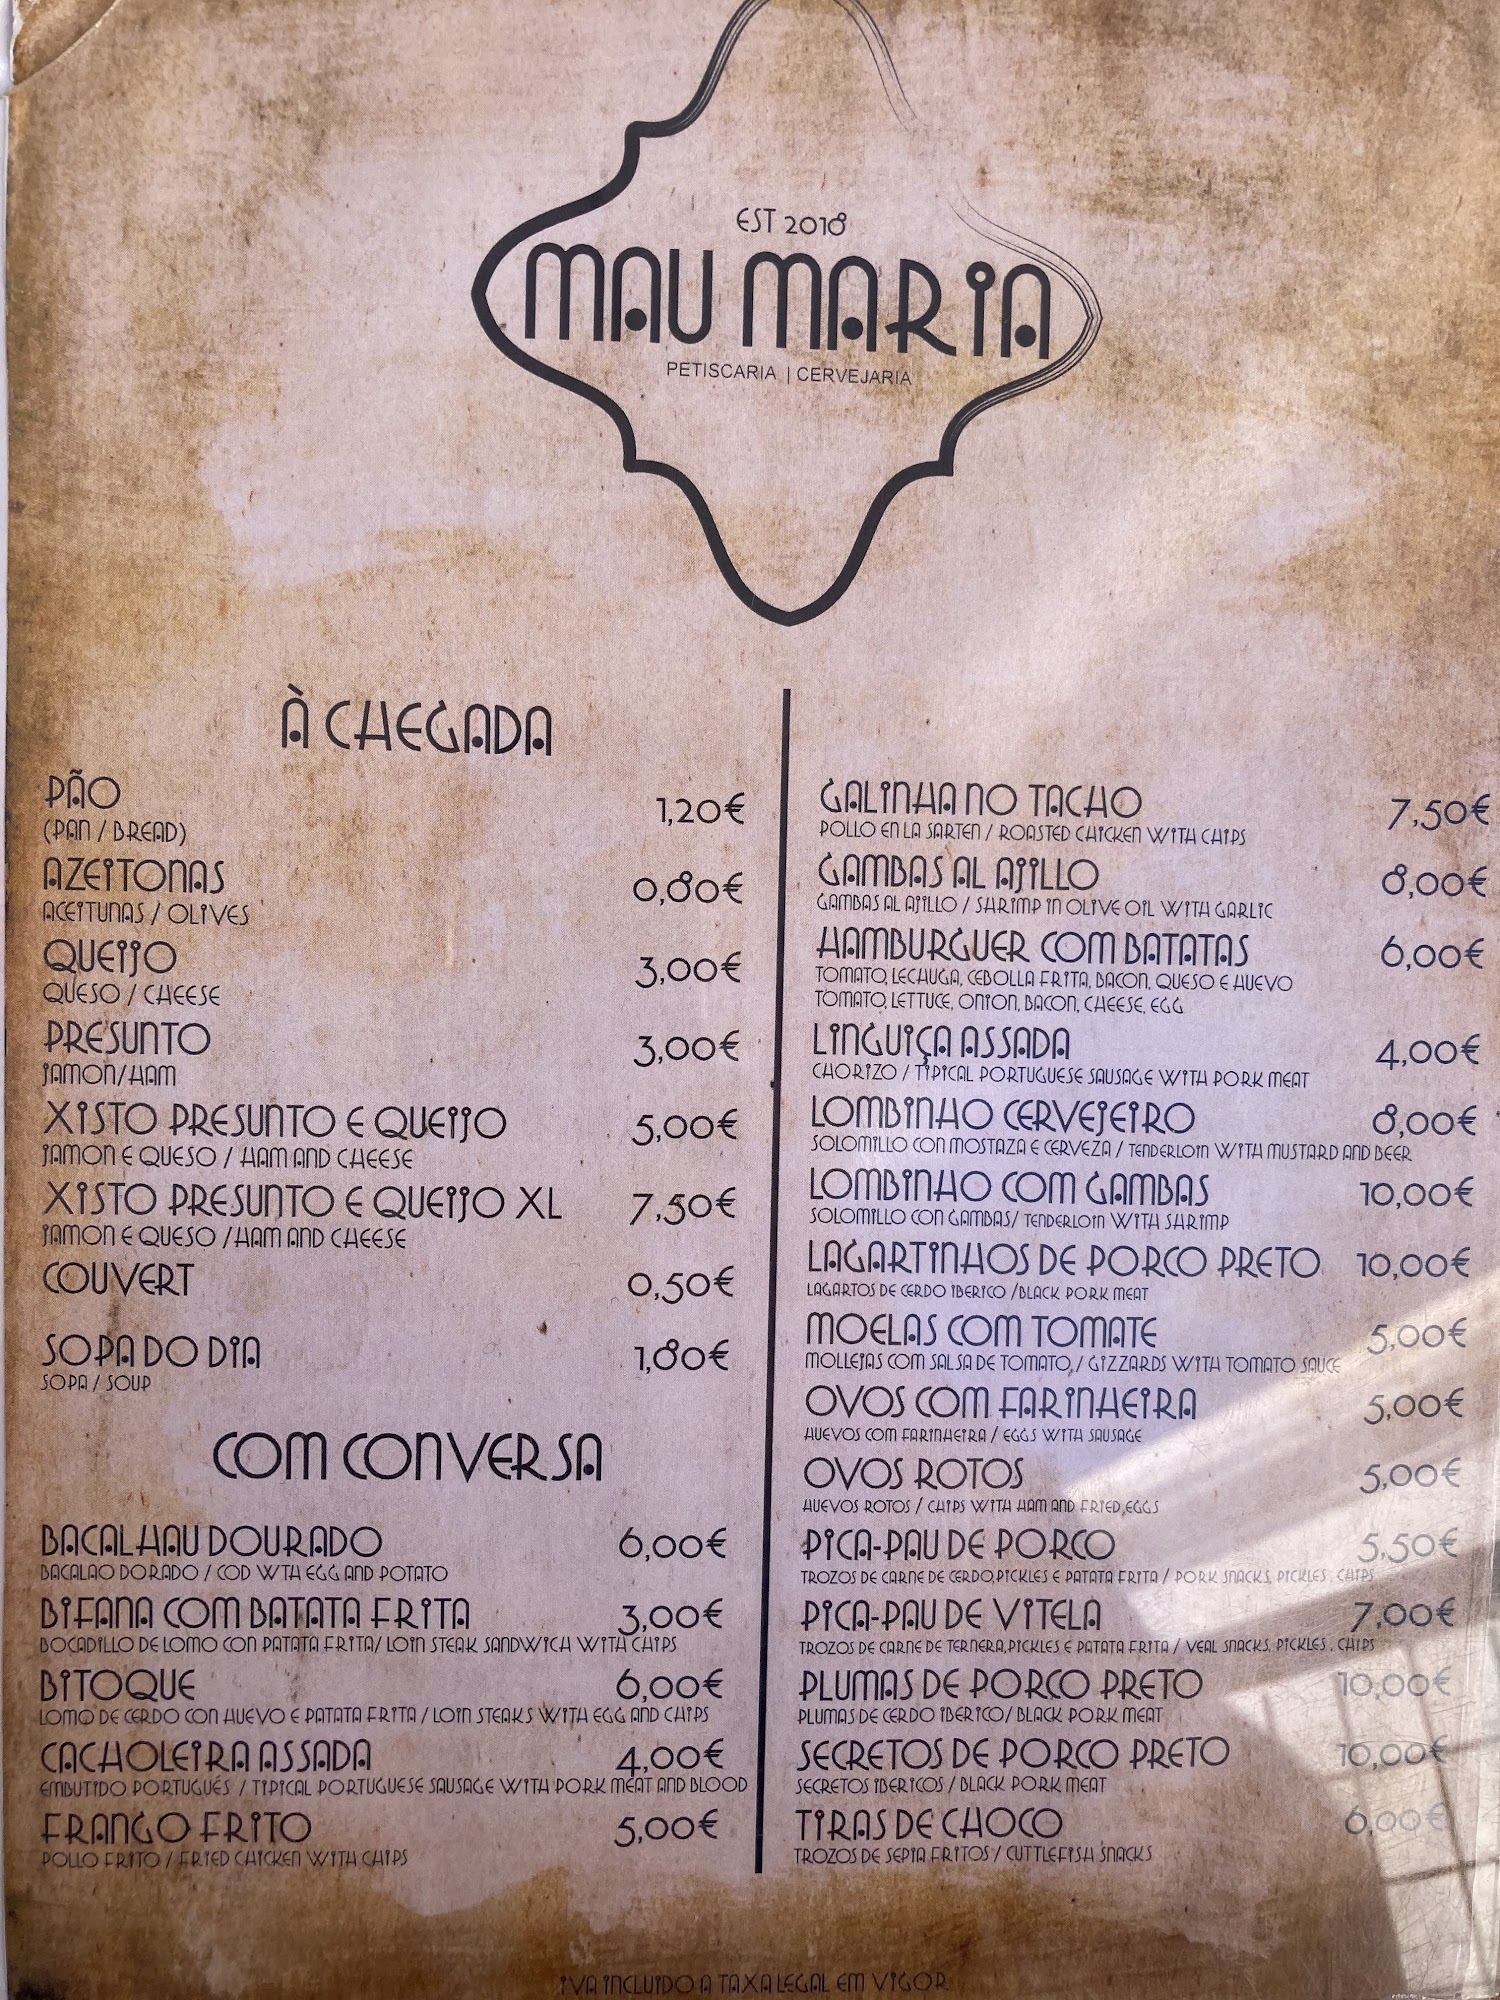 EST 2018
MAU MARIA
PETISCARIA | CERVEJARIA
À CHEGADA
PÃO 1,20€
(PAN / BREAD)
AZEITONAS 0,80€
ACEITUNAS / OLIVES
QUEIJO 3,00€
QUESO / CHEESE
PRESUNTO 3,00€
JAMON/HAM
XISTO PRESUNTO E QUEIJO 5,00€
JAMON E QUESO / HAM AND CHEESE
XISTO PRESUNTO E QUEIJO XL 7,50€
JAMON E QUESO /HAM AND CHEESE
COUVERT 0,50€
SOPA DO DIA 1,80€
SOPA / SOUP
COM CONVERSA
BACALHAU DOURADO 6,00€
BACALAO DORADO / COD WTH EGG AND POTATO
BIFANA COM BATATA FRITA 3,00€
BOCADILLO DE LOMO CON PATATA FRITA/ LOIN STEAK SANDWICH WITH CHIPS
BITOQUE 6,00€
LOMO DE CERDO CON HUEVO E PATATA FRITA / LOIN STEAKS WITH EGG AND CHIPS
CACHOLEIRA ASSADA 4,00€
EMBUTIDO PORTUGUÉS / TIPICAL PORTUGUESE SAUSAGE WITH PORK MEAT AND BLOOD
FRANGO FRITO 5,00€
POLLO FRITO / FRIED CHICKEN WITH CHIPS
GALINHA NO TACHO 7,50€
POLLO EN LA SARTEN / ROASTED CHICKEN WITH CHIPS
GAMBAS AL AJILLO 8,00€
GAMBAS AL AJILLO / SHRIMP IN OLIVE OIL WITH GARLIC
HAMBURGUER COM BATATAS 6,00€
TOMATO, LECHUGA, CEBOLLA FRITA, BACON, QUESO E HUEVO
TOMATO, LETTUCE, ONION, BACON, CHEESE, EGG
LINGUIÇA ASSADA 4,00€
CHORIZO / TIPICAL PORTUGUESE SAUSAGE WITH PORK MEAT
LOMBINHO CERVEJEIRO 8,00€
SOLOMILLO CON MOSTAZA E CERVEZA / TENDERLOIN WITH MUSTARD AND BEER
LOMBINHO COM GAMBAS 10,00€
SOLOMILLO CON GAMBAS/ TENDERLOIN WITH SHRIMP
LAGARTINHOS DE PORCO PRETO 10,00€
LAGARTOS DE CERDO IBERICO /BLACK PORK MEAT
MOELAS COM TOMATE 5,00€
MOLLEJAS COM SALSA DE TOMATO, / GIZZARDS WITH TOMATO SAUCE
OVOS COM FARINHEIRA 5,00€
HUEVOS COM FARINHEIRA / EGGS WITH SAUSAGE
OVOS ROTOS 5,00€
HUEVOS ROTOS / CHIPS WITH HAM AND FRIED EGGS
PICA-PAU DE PORCO 5,50€
TROZOS DE CARNE DE CERDO,PICKLES E PATATA FRITA / PORK SNACKS, PICKLES , CHIPS
PICA-PAU DE VITELA 7,00€
TROZOS DE CARNE DE TERNERA,PICKLES E PATATA FRITA / VEAL SNACKS, PICKLES , CHIPS
PLUMAS DE PORCO PRETO 10,00€
PLUMAS DE CERDO IBERICO/ BLACK PORK MEAT
SECRETOS DE PORCO PRETO 10,00€
SECRETOS IBERICOS / BLACK PORK MEAT
TIRAS DE CHOCO 6,00€
TROZOS DE SEPIA FRITOS / CUTTLEFISH SNACKS
IVA INCLUIDO A TAXA LEGAL EM VIGOR